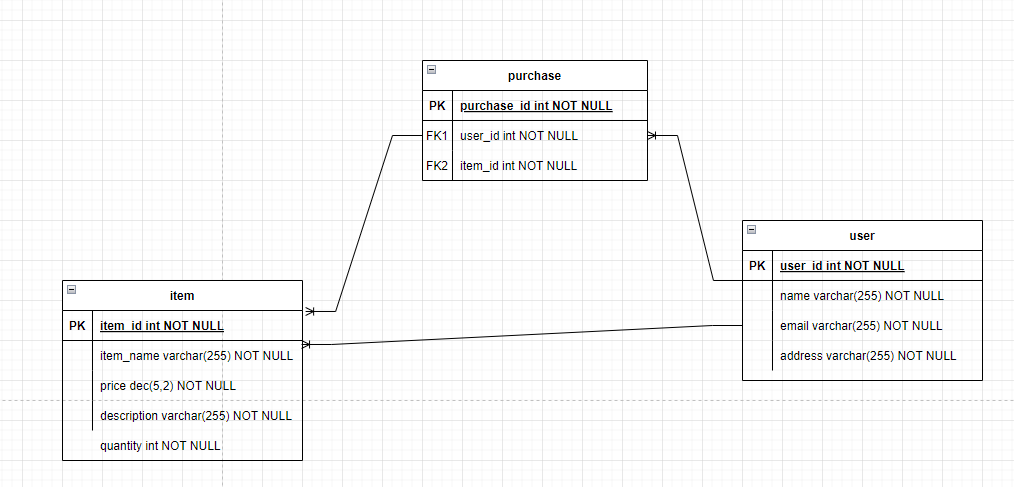 purchase
PK purchase_id int NOT NULL
FK1 user_id int NOT NULL
FK2 item_id int NOT NULL
user
PK user_id int NOT NULL
name varchar(255) NOT NULL
email varchar(255) NOT NULL
address varchar(255) NOT NULL
item
PK item_id int NOT NULL
item_name varchar(255) NOT NULL
price dec(5,2) NOT NULL
description varchar(255) NOT NULL
quantity int NOT NULL